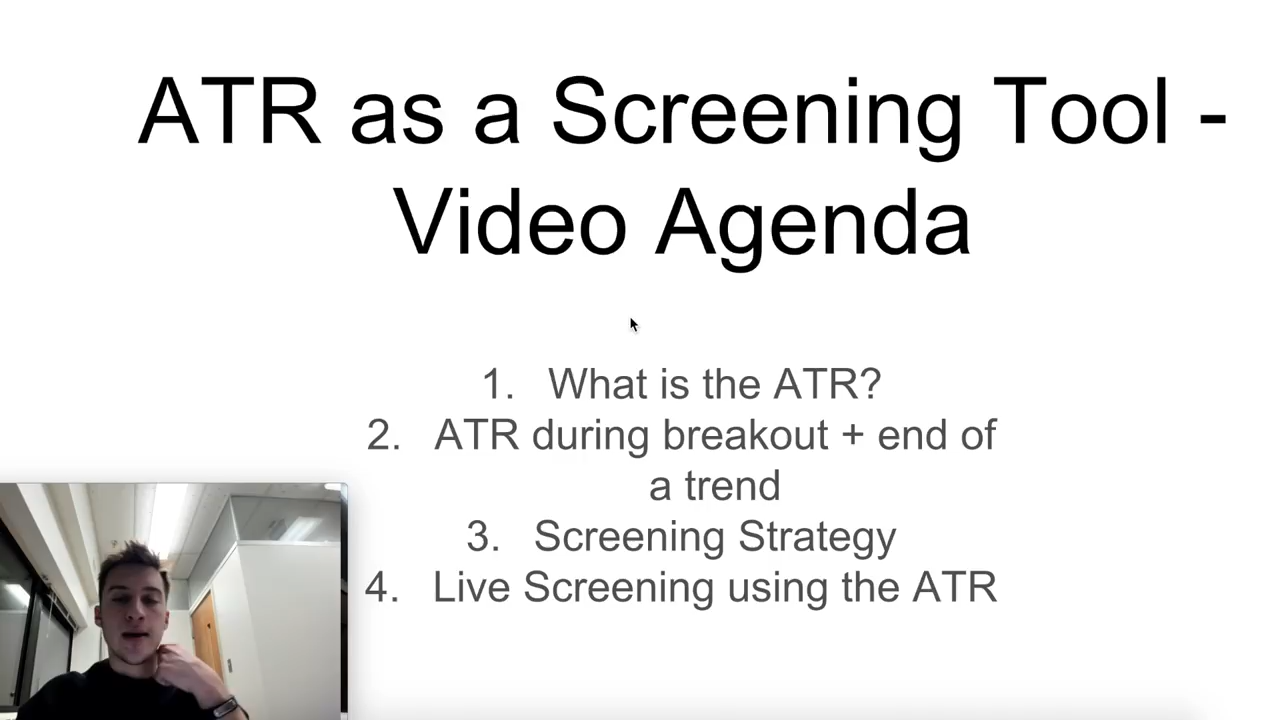 ATR as a Screening Tool -
Video Agenda
1. What is the ATR?
2. ATR during breakout + end of
a trend
3. Screening Strategy
4. Live Screening using the ATR